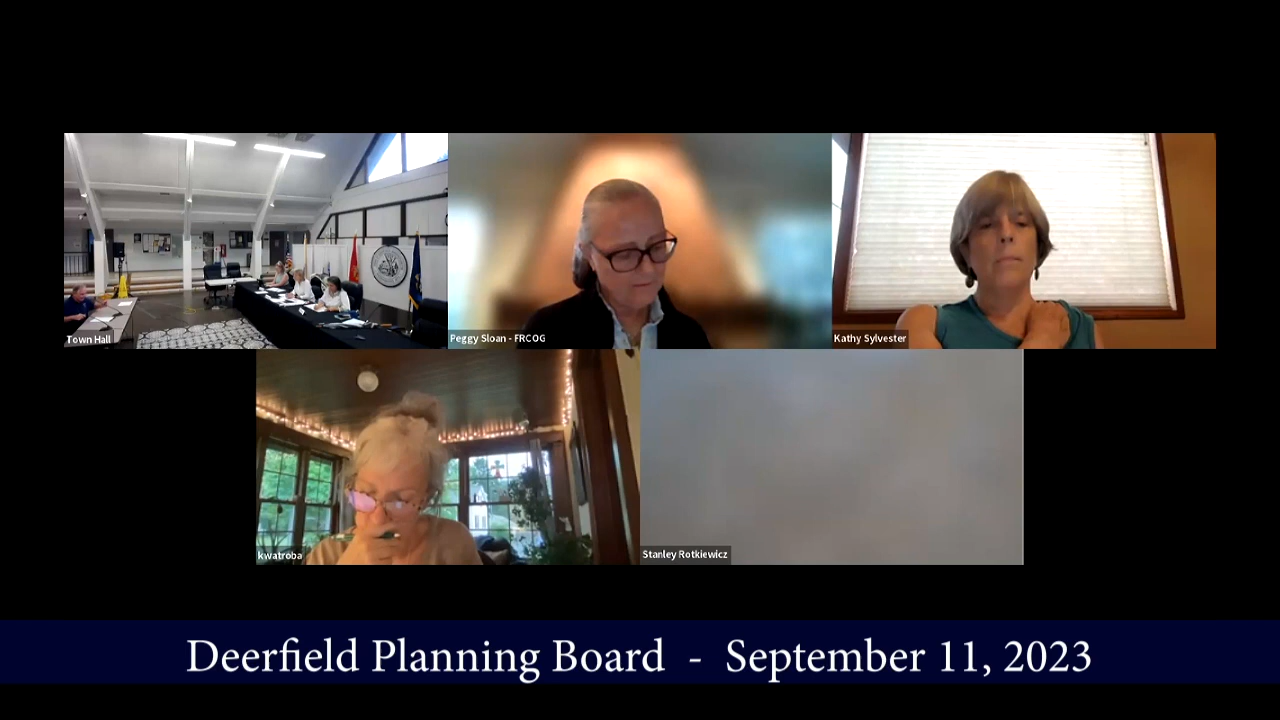 Town Hall
Peggy Sloan - FRCOG
Kathy Sylvester
kwatroba
Stanley Rotkiewicz
Deerfield Planning Board - September 11, 2023